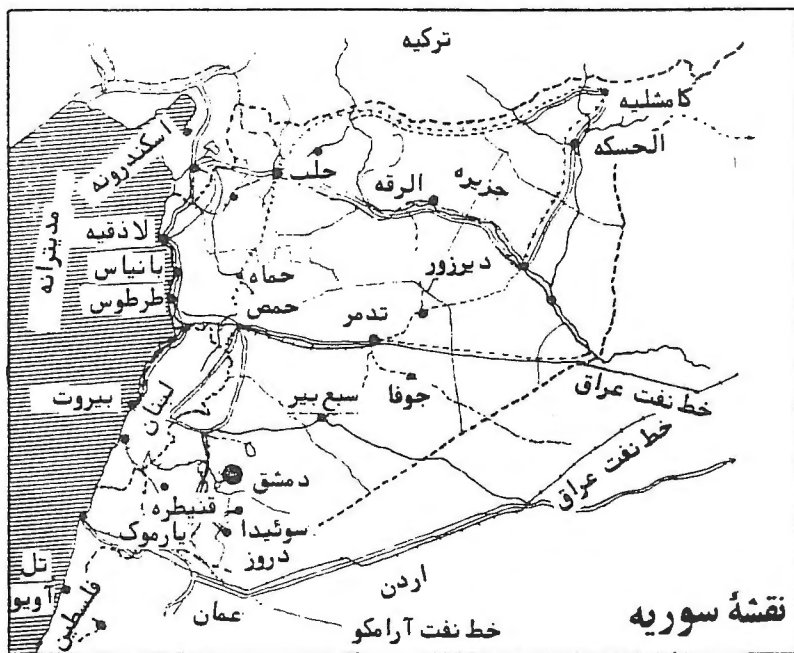 ترکیه
کامشلیه
الحسکه
اسکندرونه
حلب
الرقه
جزیره
مدیترانه
لاذقیه
بانیاس
طرطوس
حماه
حمص
دیرزور
تدمر
جوفا
سبع بیر
خط نفت عراق
بیروت
لبنان
خط نفت عراق
دمشق
قنیطره
سوئیدا
یارموک
دروز
تل
آویو
فلسطین
عمان
اردن
خط نفت آرامکو
نقشهٔ سوریه